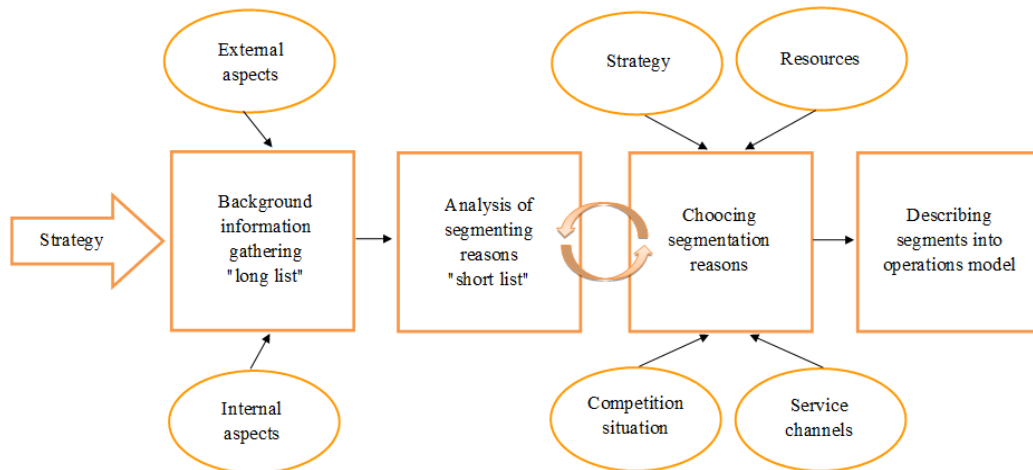 External
aspects
Strategy
Resources
Strategy
Background
information
gathering
"long list"
Analysis of
segmenting
reasons
"short list"
Choocing
segmentation
reasons
Describing
segments into
operations model
Internal
aspects
Competition
situation
Service
channels